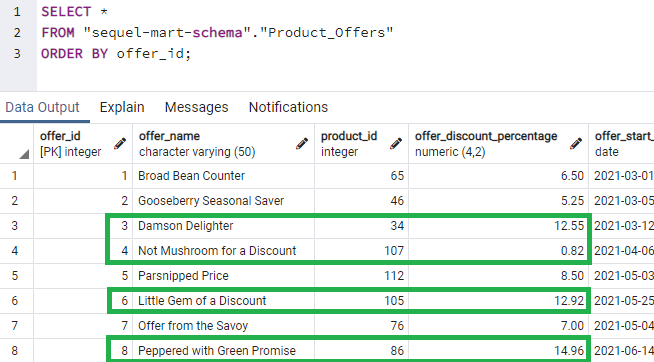 1 SELECT *
2 FROM "sequel-mart-schema"."Product_Offers"
3 ORDER BY offer_id;
Data Output Explain Messages Notifications
offer_id offer_name product_id offer_discount_percentage offer_start_
[PK] integer character varying (50) integer numeric (4,2) date
1 1 Broad Bean Counter 65 6.50 2021-03-01
2 2 Gooseberry Seasonal Saver 46 5.25 2021-03-05
3 3 Damson Delighter 34 12.55 2021-03-12
4 4 Not Mushroom for a Discount 107 0.82 2021-04-06
5 5 Parsnipped Price 112 8.50 2021-05-03
6 6 Little Gem of a Discount 105 12.92 2021-05-25
7 7 Offer from the Savoy 76 7.00 2021-05-04
8 8 Peppered with Green Promise 86 14.96 2021-06-14